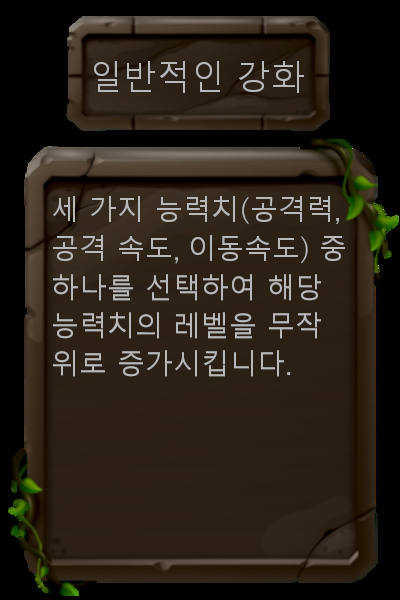 일반적인 강화
세 가지 능력치(공격력,
공격 속도, 이동속도) 중
하나를 선택하여 해당
능력치의 레벨을 무작
위로 증가시킵니다.